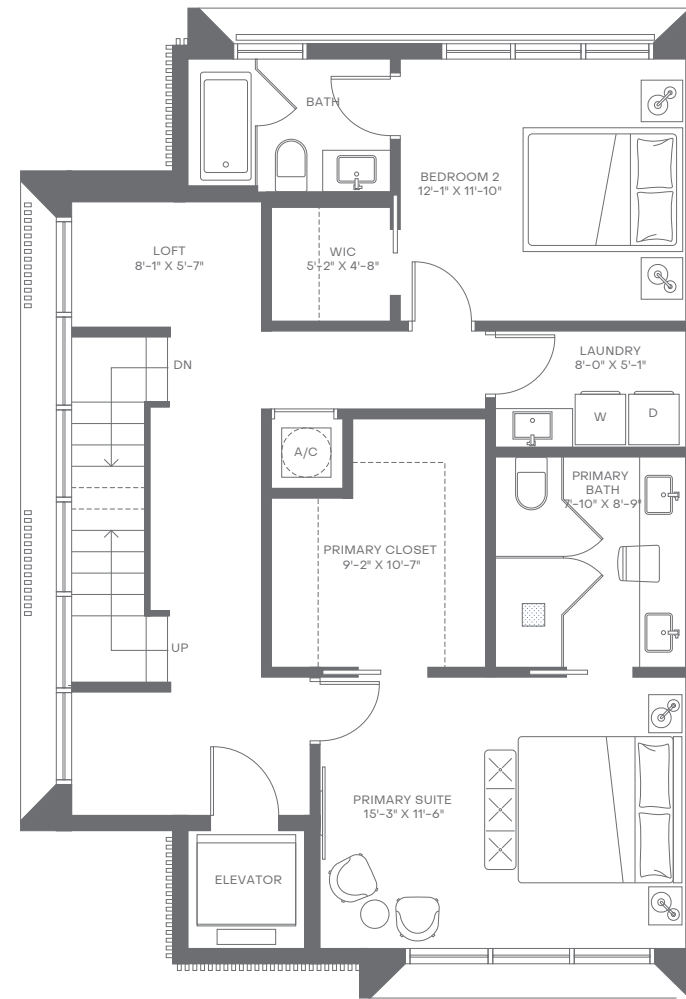 BATH
BEDROOM 2
12'-1" X 11'-10"
LOFT
8'-1" X 5'-7"
WIC
5'-2" X 4'-8"
LAUNDRY
8'-0" X 5'-1"
DN
W
D
A/C
PRIMARY
BATH
7'-10" X 8'-9"
PRIMARY CLOSET
9'-2" X 10'-7"
UP
PRIMARY SUITE
15'-3" X 11'-6"
ELEVATOR